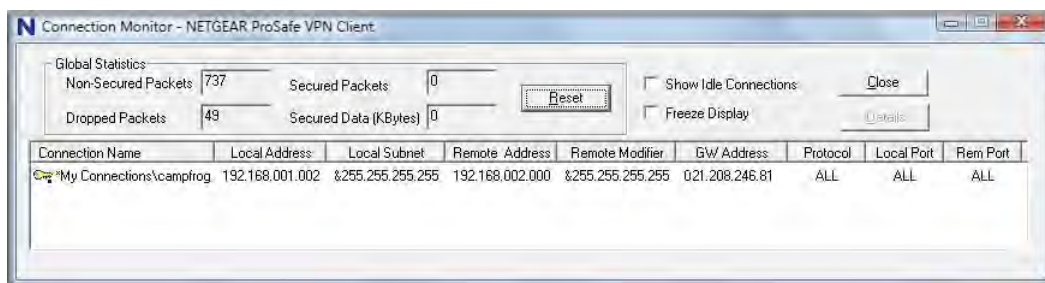 N Connection Monitor - NETGEAR ProSafe VPN Client
Global Statistics
Non-Secured Packets 737 Secured Packets 0 Reset Show Idle Connections Close
Dropped Packets 49 Secured Data (KBytes) 0 Freeze Display Details
Connection Name Local Address Local Subnet Remote Address Remote Modifier GW Address Protocol Local Port Rem Port
*My Connections\campfrog 192.168.001.002 &255.255.255.255 192.168.002.000 &255.255.255.255 021.208.246.81 ALL ALL ALL